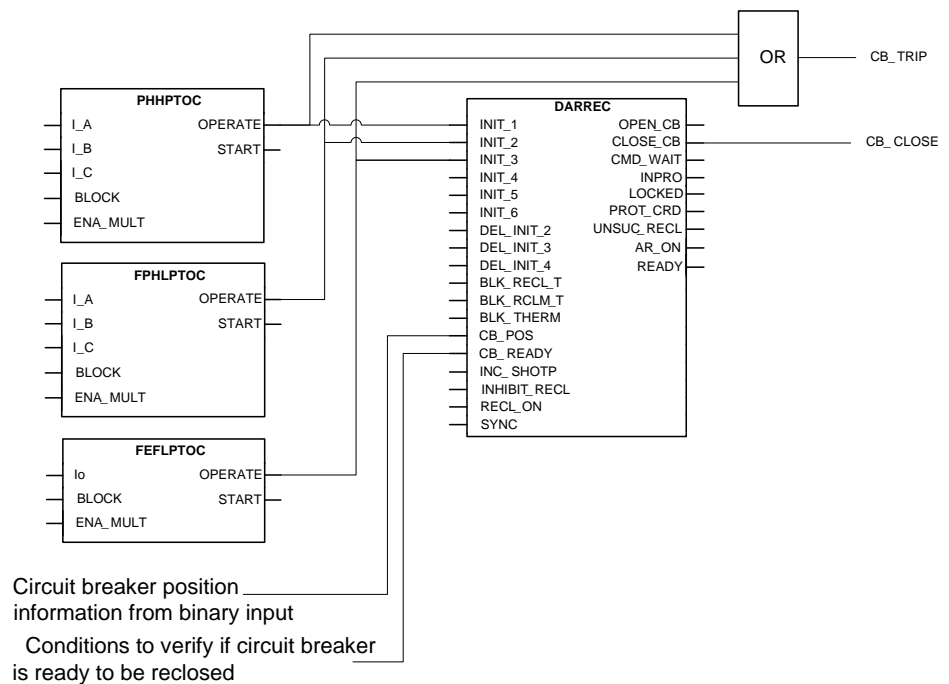 OR
CB_TRIP
PHHPTOC
I_A
I_B
I_C
BLOCK
ENA_MULT
OPERATE
START
DARREC
INIT_1
INIT_2
INIT_3
INIT_4
INIT_5
INIT_6
DEL_INIT_2
DEL_INIT_3
DEL_INIT_4
BLK_RECL_T
BLK_RCLM_T
BLK_THERM
CB_POS
CB_READY
INC_SHOTP
INHIBIT_RECL
RECL_ON
SYNC
OPEN_CB
CLOSE_CB
CMD_WAIT
INPRO
LOCKED
PROT_CRD
UNSUC_RECL
AR_ON
READY
CB_CLOSE
FPHLPTOC
I_A
I_B
I_C
BLOCK
ENA_MULT
OPERATE
START
FEFLPTOC
Io
BLOCK
ENA_MULT
OPERATE
START
Circuit breaker position
information from binary input
Conditions to verify if circuit breaker
is ready to be reclosed